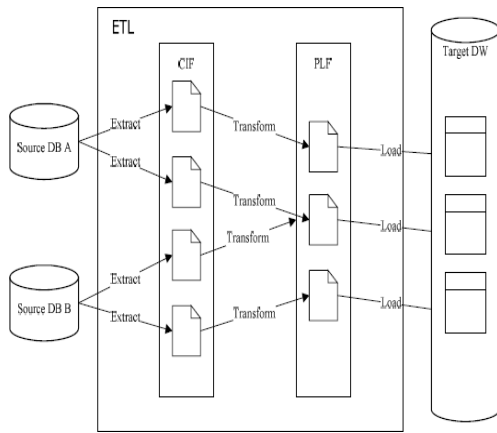 ETL
Target DW
CIF
PLF
Extract
Transform
Source DB A
Extract
Load
Transform
Load
Transform
Extract
Source DB B
Transform
Load
Extract